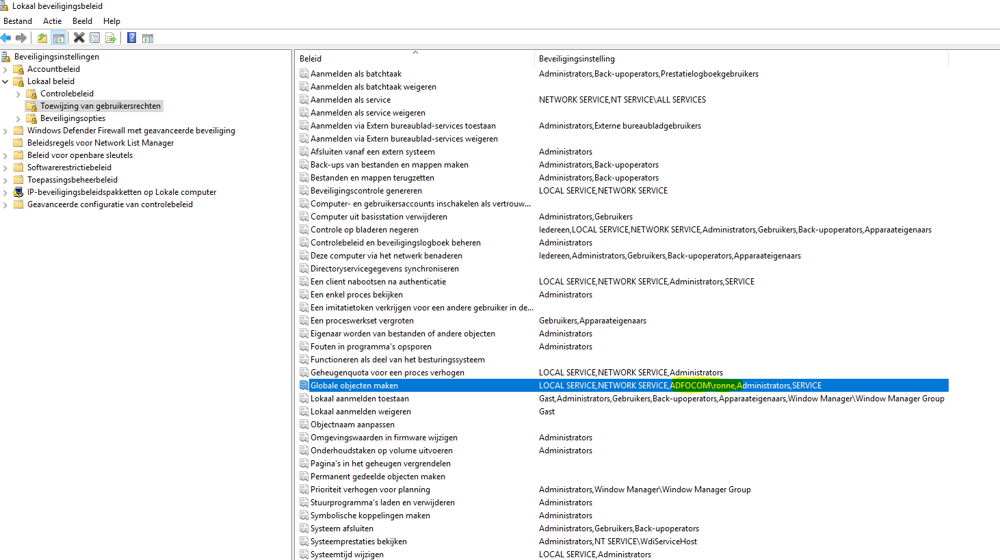 Lokaal beveiligingsbeleid
Bestand Actie Beeld Help
Beveiligingsinstellingen
Accountbeleid
Lokaal beleid
Controlebeleid
Toewijzing van gebruikersrechten
Beveiligingsopties
Windows Defender Firewall met geavanceerde beveiliging
Beleidsregels voor Network List Manager
Beleid voor openbare sleutels
Softwarerestrictiebeleid
Toepassingsbeheerbeleid
IP-beveiligingsbeleidspakketten op Lokale computer
Geavanceerde configuratie van controlebeleid
Beleid Beveiligingsinstelling
Aanmelden als batchtaak Administrators,Back-upoperators,Prestatielogboekgebruikers
Aanmelden als batchtaak weigeren
Aanmelden als service NETWORK SERVICE,NT SERVICE\ALL SERVICES
Aanmelden als service weigeren
Aanmelden via Extern bureaublad-services toestaan Administrators,Externe bureaubladgebruikers
Aanmelden via Extern bureaublad-services weigeren
Afsluiten vanaf een extern systeem Administrators
Back-ups van bestanden en mappen maken Administrators,Back-upoperators
Bestanden en mappen terugzetten Administrators,Back-upoperators
Beveiligingscontrole genereren LOCAL SERVICE,NETWORK SERVICE
Computer- en gebruikersaccounts inschakelen als vertrouw...
Computer uit basisstation verwijderen Administrators,Gebruikers
Controle op bladeren negeren Iedereen,LOCAL SERVICE,NETWORK SERVICE,Administrators,Gebruikers,Back-upoperators,Apparaateigenaars
Controlebeleid en beveiligingslogboek beheren Administrators
Deze computer via het netwerk benaderen Iedereen,Administrators,Gebruikers,Back-upoperators,Apparaateigenaars
Directoryservicegegevens synchroniseren
Een client nabootsen na authenticatie LOCAL SERVICE,NETWORK SERVICE,Administrators,SERVICE
Een enkel proces bekijken Administrators
Een imitatietoken verkrijgen voor een andere gebruiker in de...
Een proceswerkset vergroten Gebruikers,Apparaateigenaars
Eigenaar worden van bestanden of andere objecten Administrators
Fouten in programma's opsporen Administrators
Functioneren als deel van het besturingssysteem
Geheugenquota voor een proces verhogen LOCAL SERVICE,NETWORK SERVICE,Administrators
Globale objecten maken LOCAL SERVICE,NETWORK SERVICE,ADFOCOM\ronne,Administrators,SERVICE
Lokaal aanmelden toestaan Gast,Administrators,Gebruikers,Back-upoperators,Apparaateigenaars,Window Manager\Window Manager Group
Lokaal aanmelden weigeren Gast
Objectnaam aanpassen
Omgevingswaarden in firmware wijzigen Administrators
Onderhoudstaken op volume uitvoeren Administrators
Pagina's in het geheugen vergrendelen
Permanent gedeelde objecten maken
Prioriteit verhogen voor planning Administrators,Window Manager\Window Manager Group
Stuurprogramma's laden en verwijderen Administrators
Symbolische koppelingen maken Administrators
Systeem afsluiten Administrators,Gebruikers,Back-upoperators
Systeemprestaties bekijken Administrators,NT SERVICE\WdiServiceHost
Systeemtijd wijzigen LOCAL SERVICE,Administrators